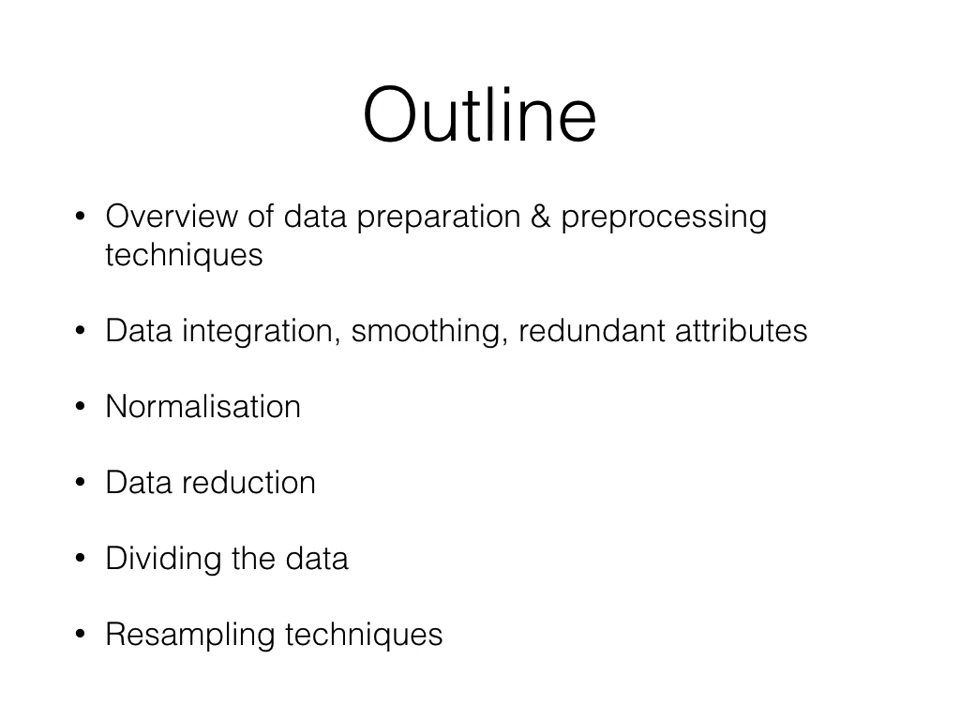 Outline
• Overview of data preparation & preprocessing
techniques
• Data integration, smoothing, redundant attributes
• Normalisation
• Data reduction
• Dividing the data
• Resampling techniques